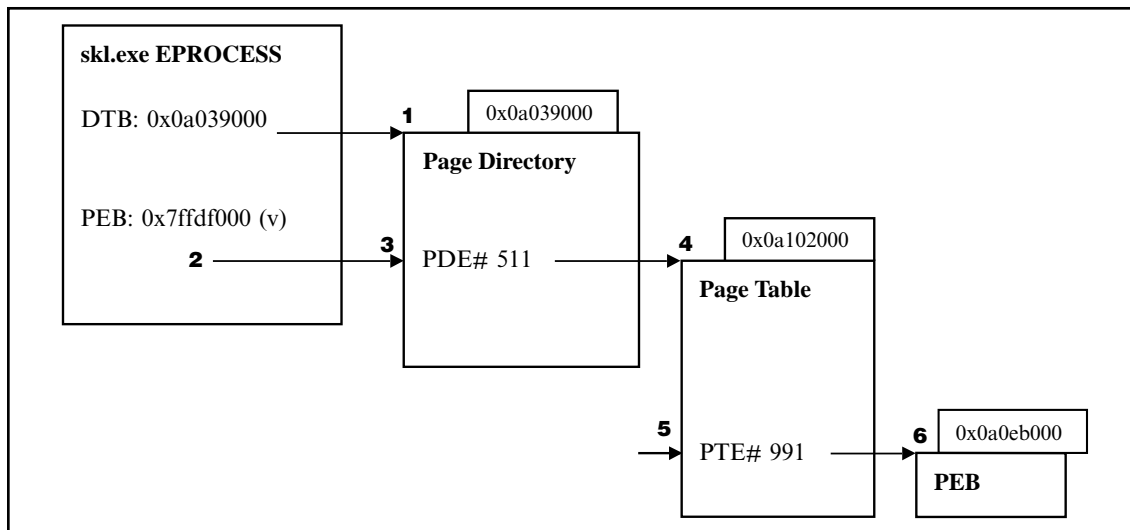 skl.exe EPROCESS
DTB: 0x0a039000
1
0x0a039000
Page Directory
PEB: 0x7ffdf000 (v)
2
3
PDE# 511
4
0x0a102000
Page Table
5
PTE# 991
6
0x0a0eb000
PEB